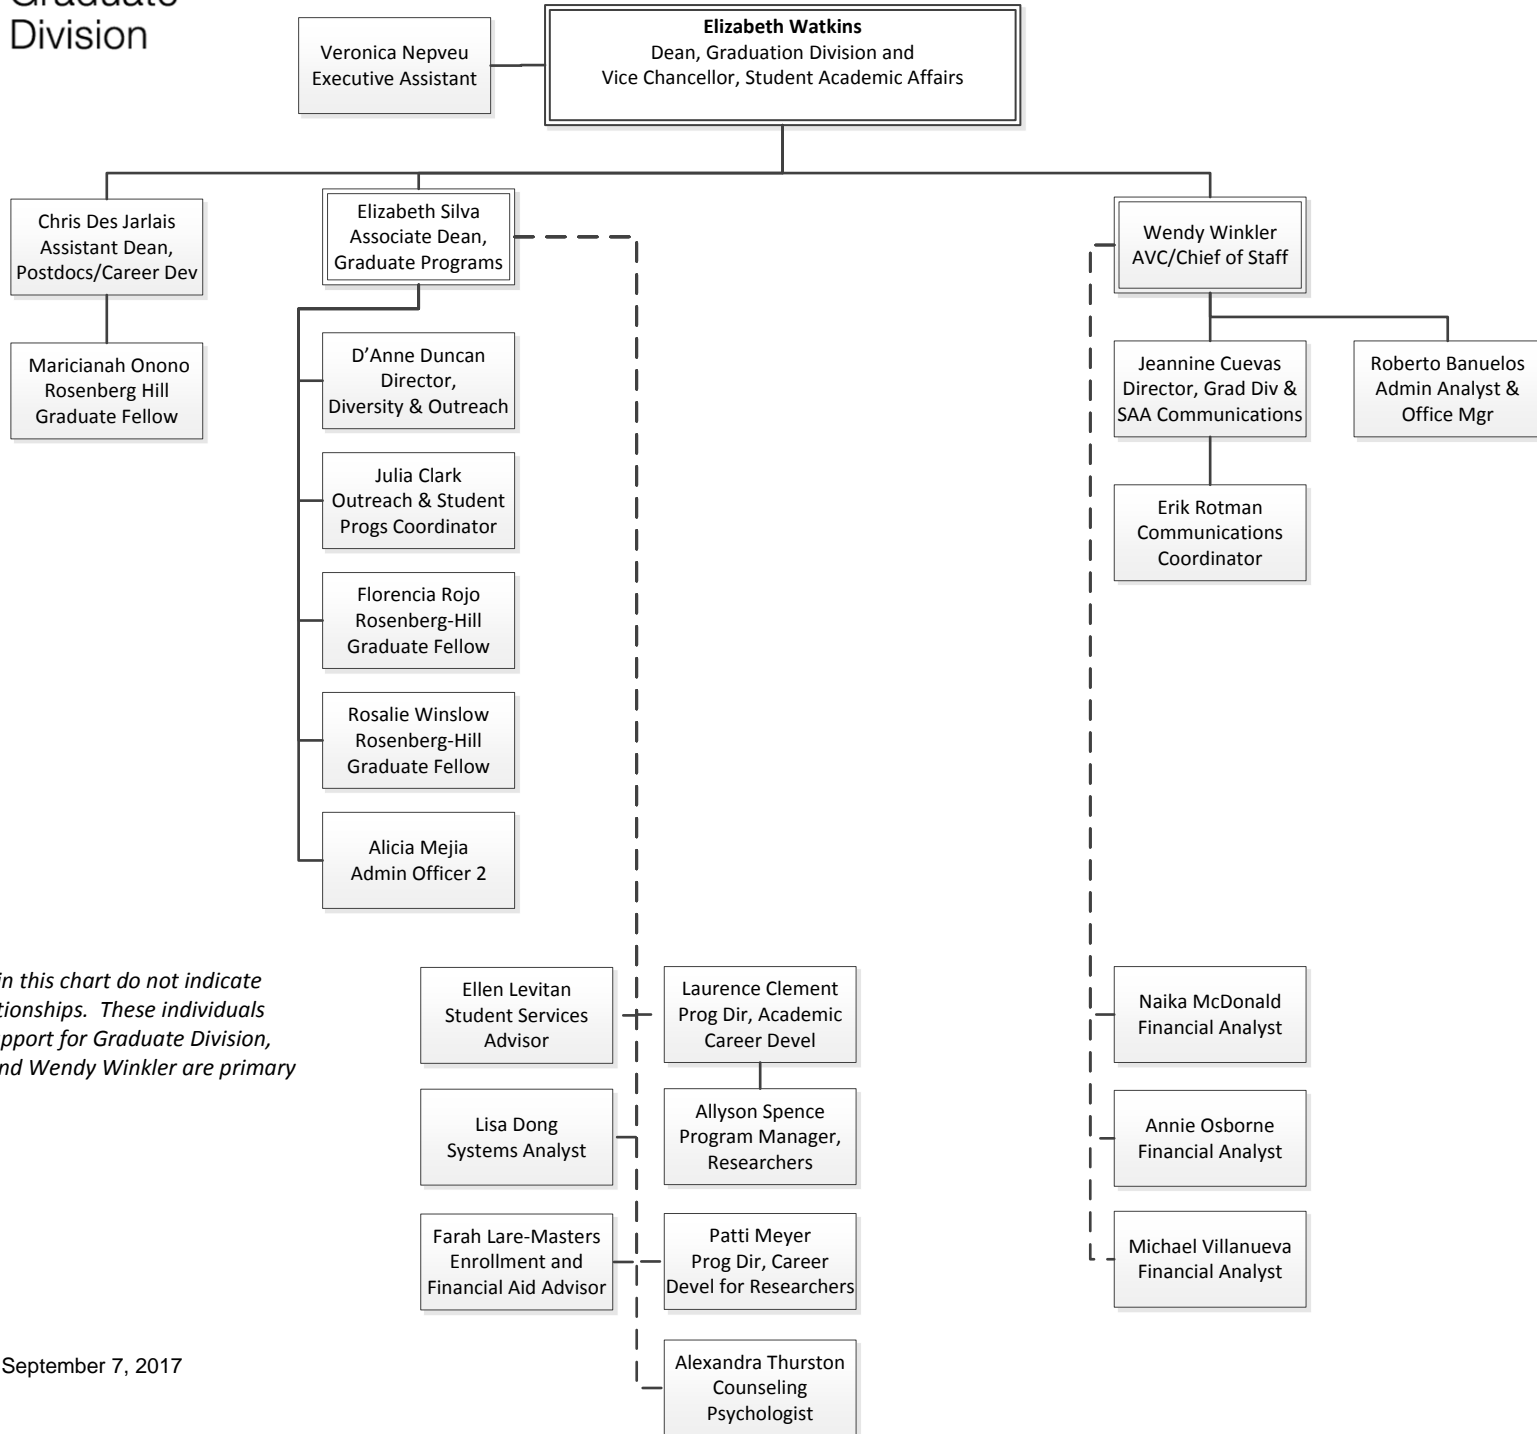 Graduate
Division
Elizabeth Watkins
Dean, Graduation Division and
Vice Chancellor, Student Academic Affairs
Veronica Nepveu
Executive Assistant
Chris Des Jarlais
Assistant Dean,
Postdocs/Career Dev
Elizabeth Silva
Associate Dean,
Graduate Programs
Wendy Winkler
AVC/Chief of Staff
Maricianah Onono
Rosenberg Hill
Graduate Fellow
D’Anne Duncan
Director,
Diversity & Outreach
Jeannine Cuevas
Director, Grad Div &
SAA Communications
Roberto Banuelos
Admin Analyst &
Office Mgr
Julia Clark
Outreach & Student
Progs Coordinator
Erik Rotman
Communications
Coordinator
Florencia Rojo
Rosenberg-Hill
Graduate Fellow
Rosalie Winslow
Rosenberg-Hill
Graduate Fellow
Alicia Mejia
Admin Officer 2
in this chart do not indicate
tionships.  These individuals
pport for Graduate Division,
nd Wendy Winkler are primary
Ellen Levitan
Student Services
Advisor
Laurence Clement
Prog Dir, Academic
Career Devel
Naika McDonald
Financial Analyst
Lisa Dong
Systems Analyst
Allyson Spence
Program Manager,
Researchers
Annie Osborne
Financial Analyst
Farah Lare-Masters
Enrollment and
Financial Aid Advisor
Patti Meyer
Prog Dir, Career
Devel for Researchers
Michael Villanueva
Financial Analyst
Alexandra Thurston
Counseling
Psychologist
September 7, 2017